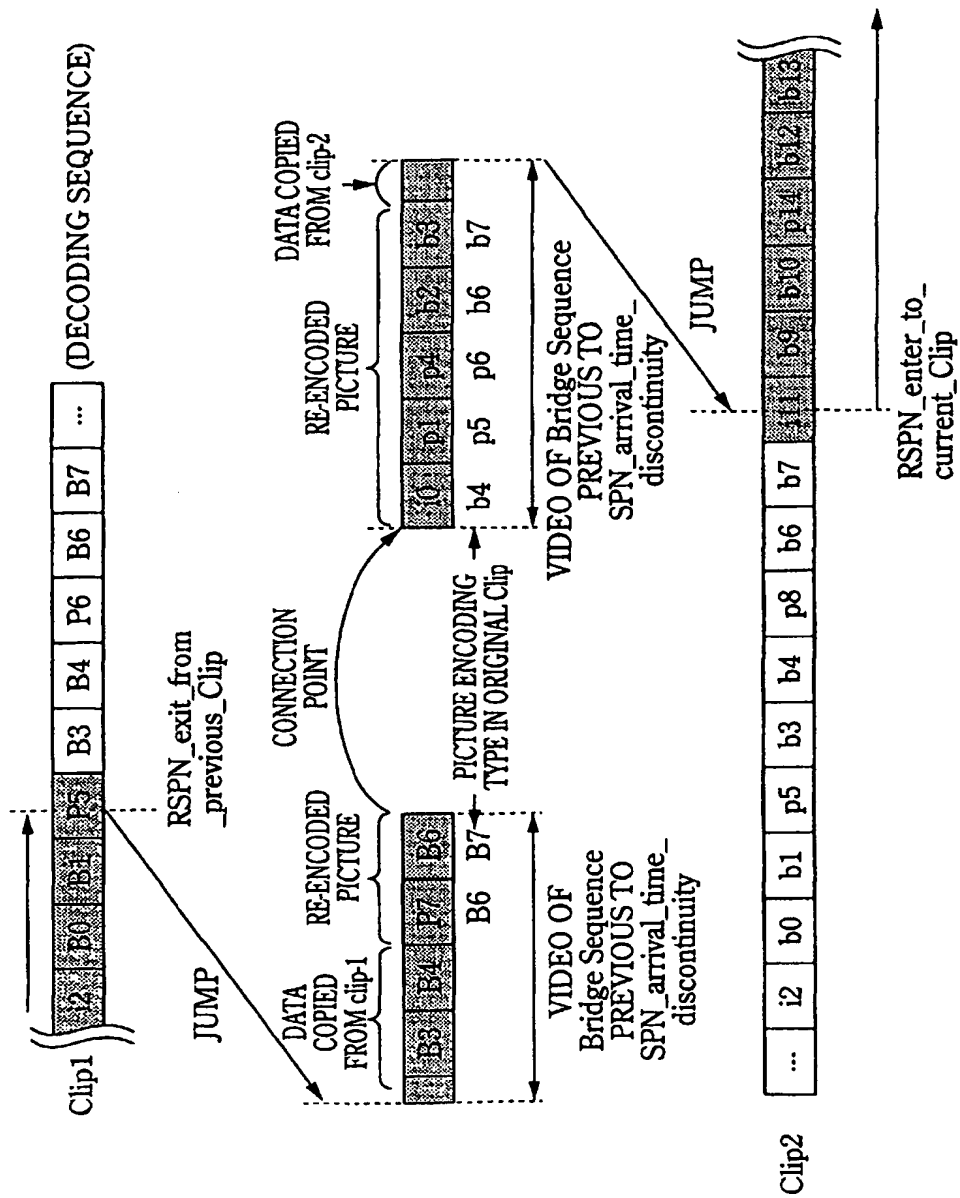 Clip1
i2 B0 B1 P5 B3 B4 P6 B6 B7 ... (DECODING SEQUENCE)
RSPN_exit_from
_previous_Clip
JUMP
DATA
COPIED
FROM clip-1
RE-ENCODED
PICTURE
CONNECTION
POINT
RE-ENCODED
PICTURE
DATA COPIED
FROM clip-2
B3 B4 P7 B6
B6 B7
PICTURE ENCODING
TYPE IN ORIGINAL Clip
i0 p1 p4 b2 b3
b4 p5 p6 b6 b7
VIDEO OF
Bridge Sequence
PREVIOUS TO
SPN_arrival_time_
discontinuity
VIDEO OF Bridge Sequence
PREVIOUS TO
SPN_arrival_time_
discontinuity
JUMP
Clip2
... i2 b0 b1 p5 b3 b4 p8 b6 b7 i11 b9 b10 p14 b12 b13
RSPN_enter_to_
current_Clip